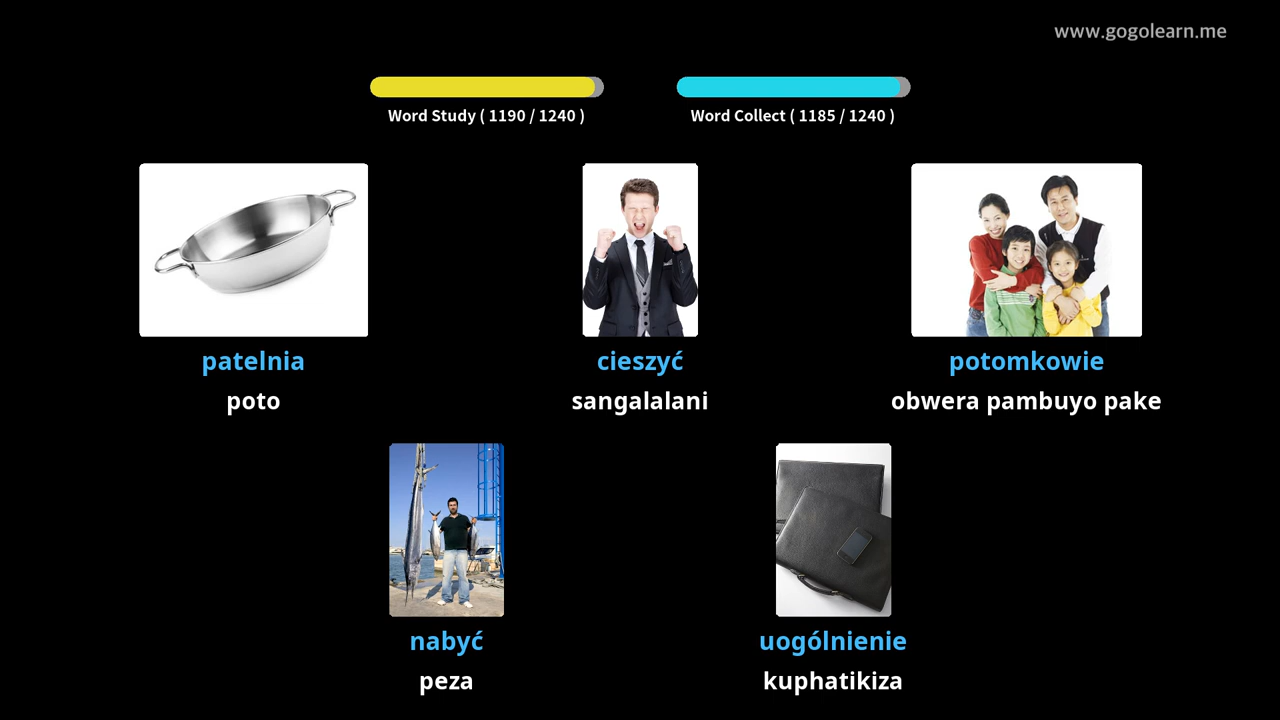 www.gogolearn.me
Word Study ( 1190 / 1240 )
Word Collect ( 1185 / 1240 )
patelnia
poto
cieszyć
sangalalani
potomkowie
obwera pambuyo pake
nabyć
peza
uogólnienie
kuphatikiza